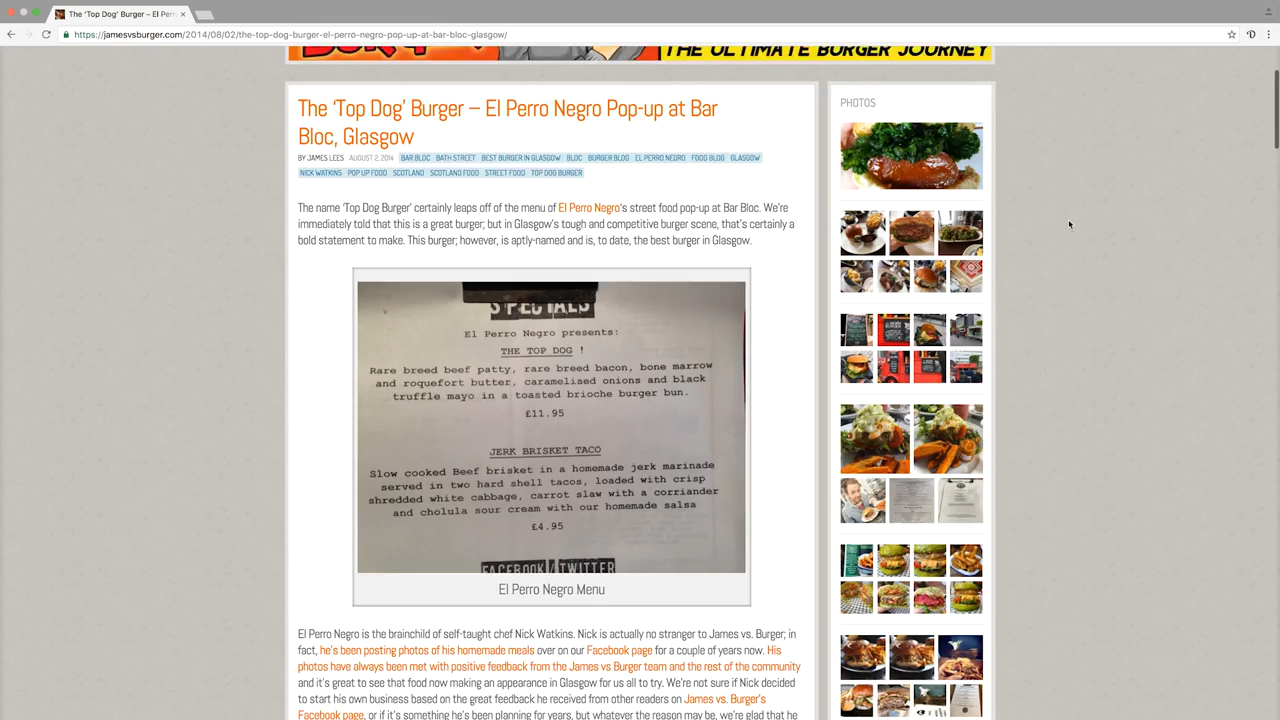 The 'Top Dog' Burger – El Perr
https://jamesvsburger.com/2014/08/02/the-top-dog-burger-el-perro-negro-pop-up-at-bar-bloc-glasgow/
THE ULTIMATE BURGER JOURNEY
The ‘Top Dog’ Burger – El Perro Negro Pop-up at Bar
Bloc, Glasgow
BY JAMES LEES AUGUST 2, 2014 BAR BLOC BATH STREET BEST BURGER IN GLASGOW BLOC BURGER BLOG EL PERRO NEGRO FOOD BLOG GLASGOW
NICK WATKINS POP UP FOOD SCOTLAND SCOTLAND FOOD STREET FOOD TOP DOG BURGER
The name ‘Top Dog Burger’ certainly leaps off of the menu of El Perro Negro‘s street food pop-up at Bar Bloc. We’re
immediately told that this is a great burger; but in Glasgow’s tough and competitive burger scene, that’s certainly a
bold statement to make. This burger; however, is aptly-named and is, to date, the best burger in Glasgow.
SPECIALS
El Perro Negro presents:
THE TOP DOG !
Rare breed beef patty, rare breed bacon, bone marrow
and roquefort butter, caramelised onions and black
truffle mayo in a toasted brioche burger bun.
£11.95
JERK BRISKET TACO
Slow cooked Beef brisket in a homemade jerk marinade
served in two hard shell tacos, loaded with crisp
shredded white cabbage, carrot slaw with a corriander
and cholula sour cream with our homemade salsa
£4.95
FACEBOOK/TWITTER
El Perro Negro Menu
El Perro Negro is the brainchild of self-taught chef Nick Watkins. Nick is actually no stranger to James vs. Burger; in
fact, he’s been posting photos of his homemade meals over on our Facebook page for a couple of years now. His
photos have always been met with positive feedback from the James vs Burger team and the rest of the community
and it’s great to see that food now making an appearance in Glasgow for us all to try. We’re not sure if Nick decided
to start his own business based on the great feedback he received from other readers on James vs. Burger’s
Facebook page, or if it’s something he’s been planning for years, but whatever the reason may be, we’re glad that he
PHOTOS